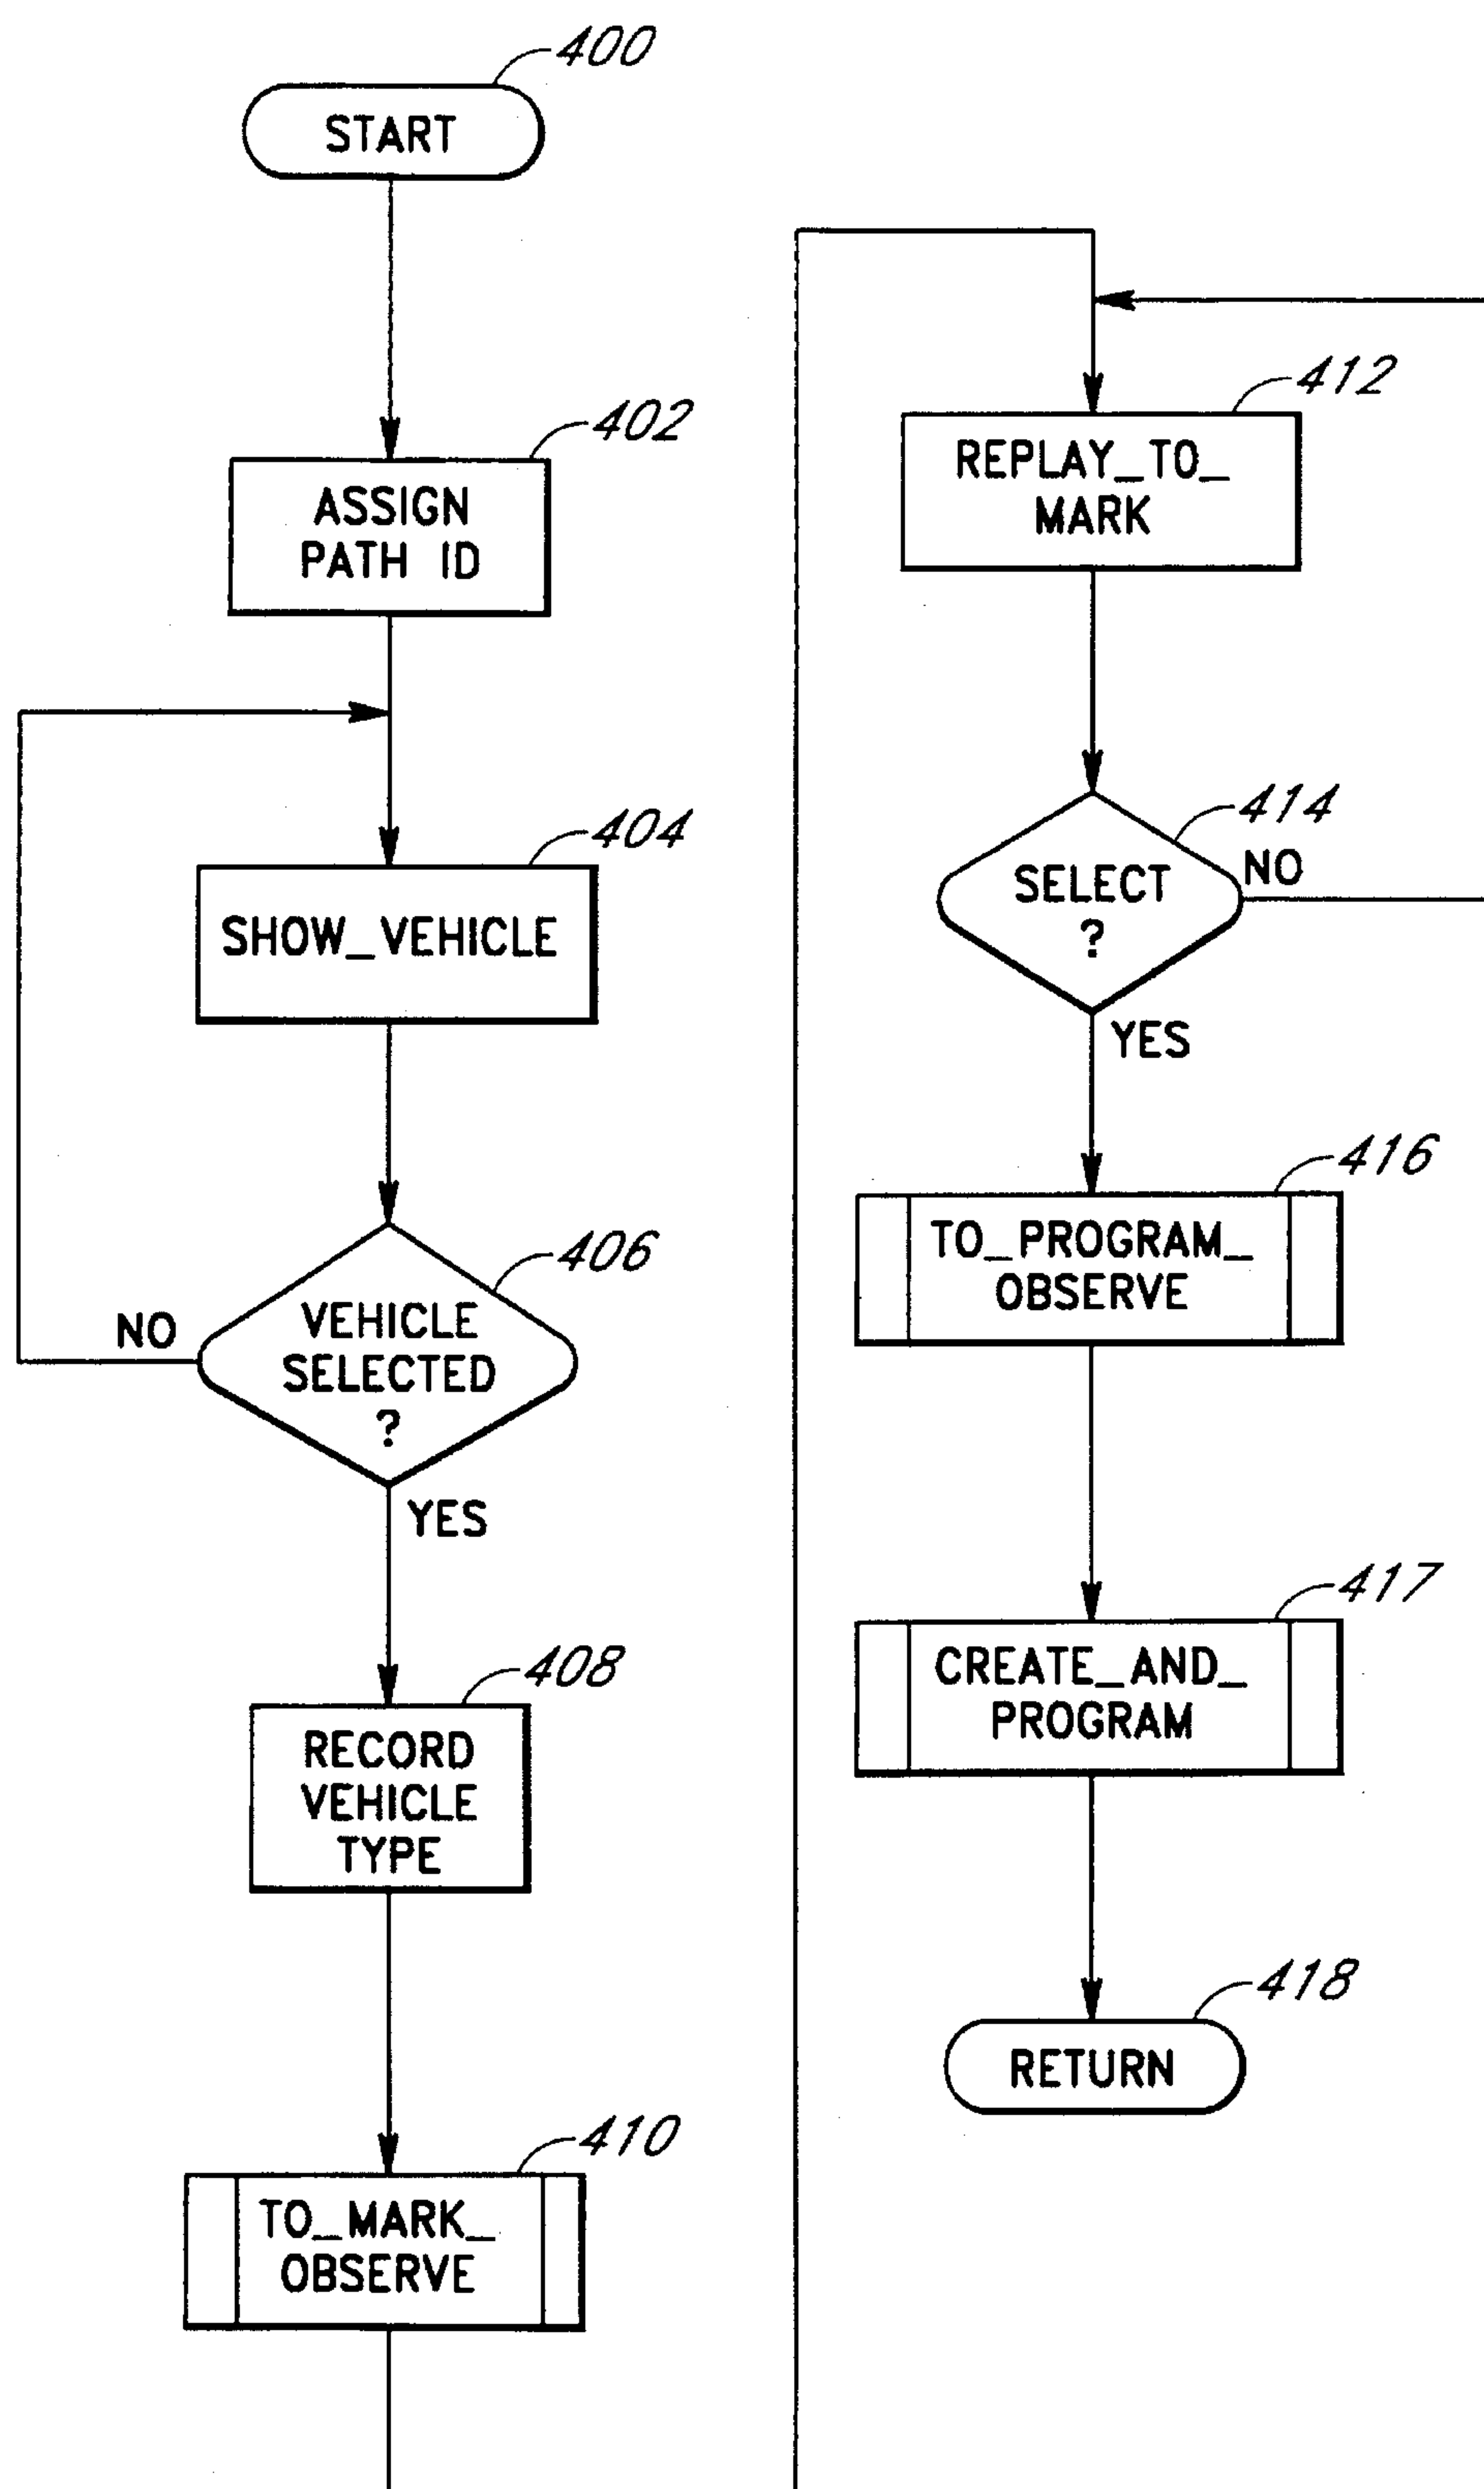 400
START
402
ASSIGN
PATH ID
404
SHOW_VEHICLE
406
VEHICLE
SELECTED
?
NO
YES
408
RECORD
VEHICLE
TYPE
410
TO_MARK_
OBSERVE
412
REPLAY_TO_
MARK
414
SELECT
?
NO
YES
416
TO_PROGRAM_
OBSERVE
417
CREATE_AND_
PROGRAM
418
RETURN